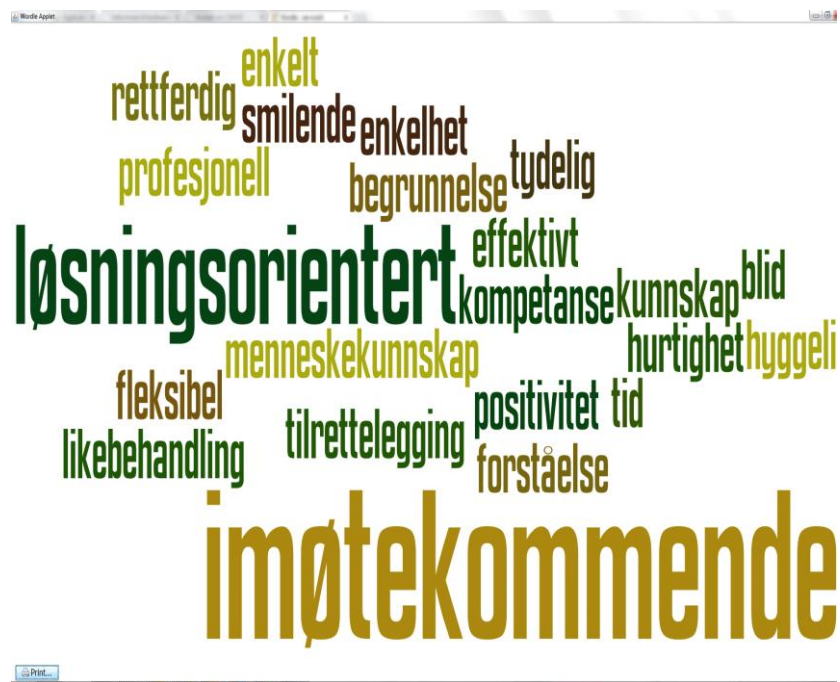 Wordle Applet
enkelt
rettferdig
smilende
enkelhet
tydelig
profesjonell
begrunnelse
løsningsorientert
effektivt
kompetanse
kunnskap
blid
hurtighet
hyggeli
menneskekunnskap
fleksibel
positivitet
tid
tilrettelegging
likebehandling
forståelse
imøtekommende
Print...